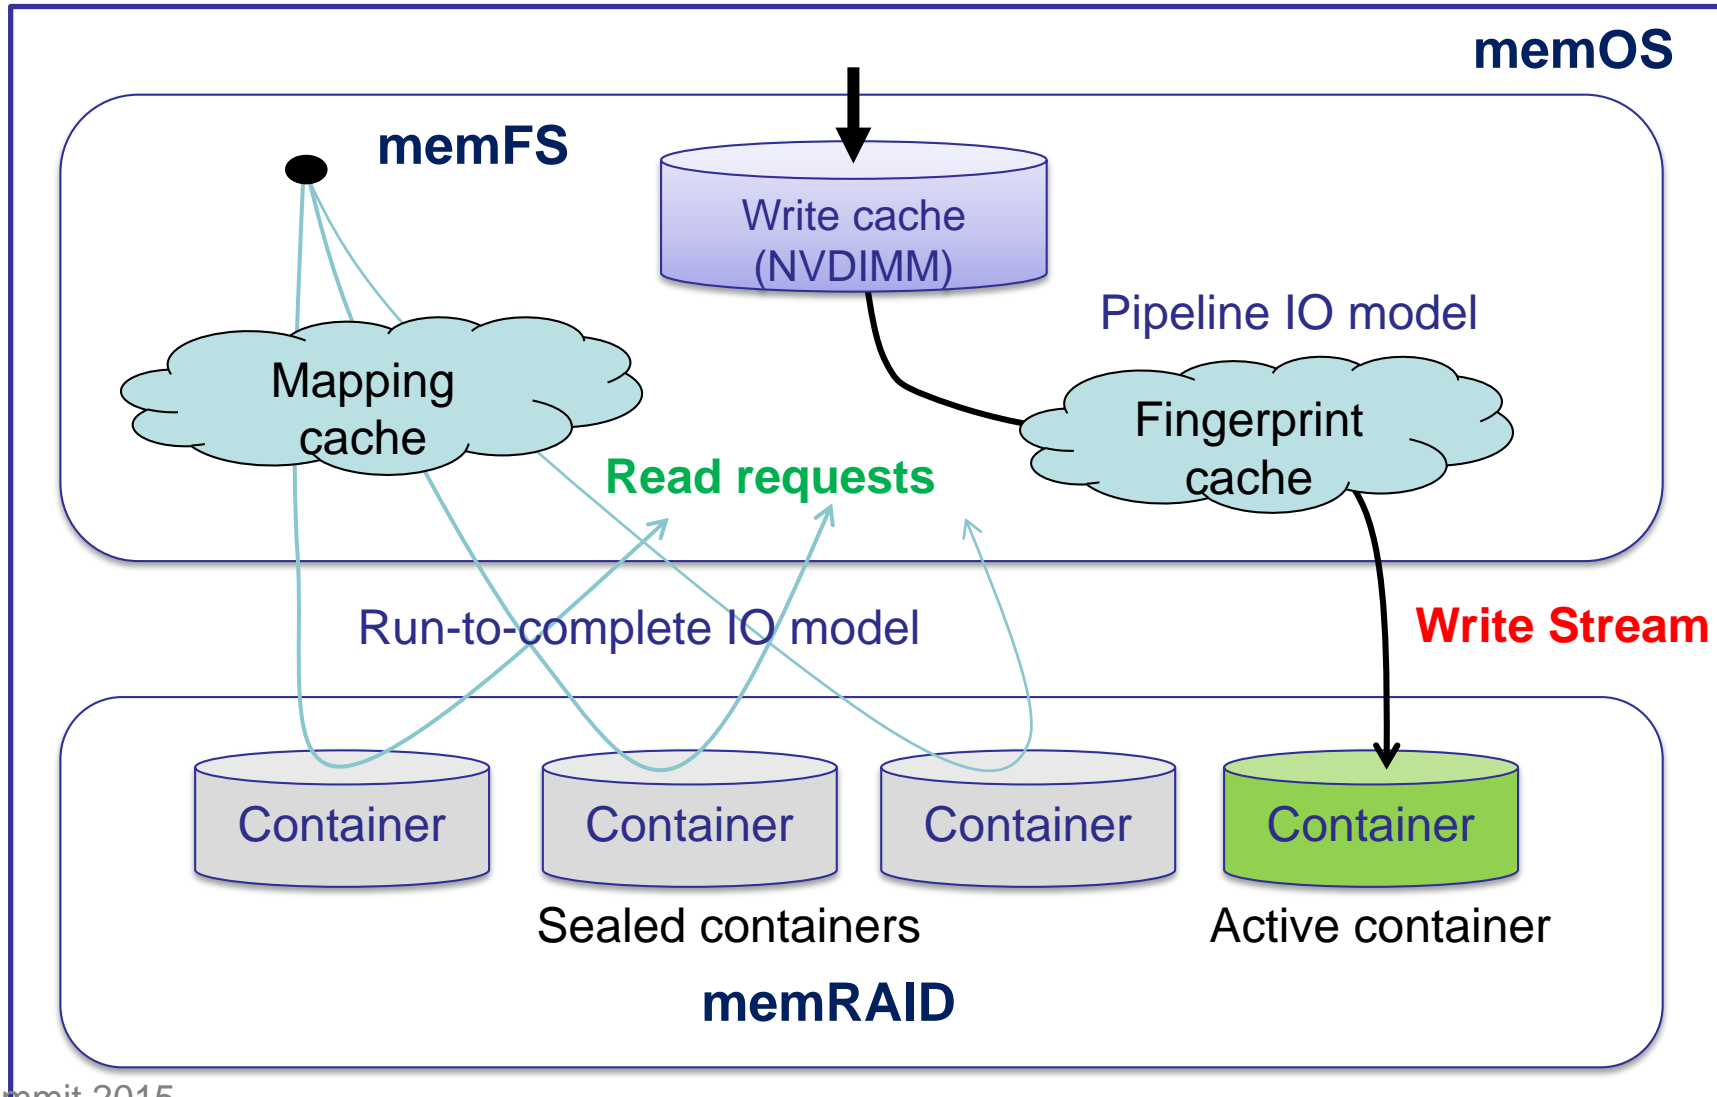 memOS
memFS
Write cache
(NVDIMM)
Pipeline IO model
Mapping
cache
Fingerprint
cache
Read requests
Run-to-complete IO model
Write Stream
Container
Container
Container
Container
Sealed containers
Active container
memRAID
2015